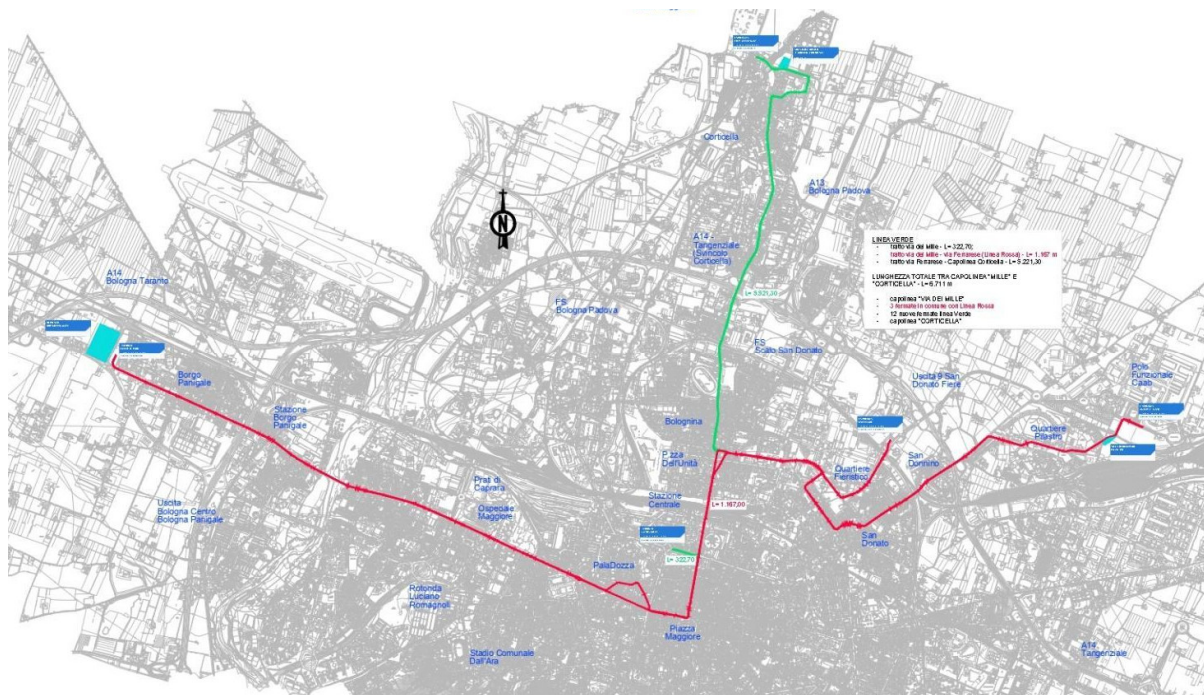 Corticella
A13
Bologna Padova
A14 -
Tangenziale
(Svincolo
Corticella)
LINEA VERDE
- tratto via dei Mille - L= 322,70;
- tratto via dei Mille - via Ferrarese (Linea Rossa) - L= 1.167 m
- tratto via Ferrarese - Capolinea Corticella - L= 5.221,30
LUNGHEZZA TOTALE TRA CAPOLINEA "MILLE" E
"CORTICELLA" - L= 6.711 m
- capolinea "VIA DEI MILLE"
- 3 fermate in comune con Linea Rossa
- 12 nuove fermate linea Verde
- capolinea "CORTICELLA"
A14
Bologna Taranto
L= 5.221,30
FS
Bologna Padova
FS
Scalo San Donato
Borgo
Panigale
Uscita 9 San
Donato Fiere
Polo
Funzionale
Caab
Stazione
Borgo
Panigale
Bolognina
Quartiere
Pilastro
Pizza
Dell'Unità
San
Donnino
Quartiere
Fieristico
Prati di
Caprara
Ospedale
Maggiore
Stazione
Centrale
L= 1.167,00
Uscita
Bologna Centro
Bologna Panigale
San
Donato
L= 322,70
PalaDozza
Rotonda
Luciano
Romagnoli
Piazza
Maggiore
Stadio Comunale
Dall'Ara
A14
Tangenziale
N